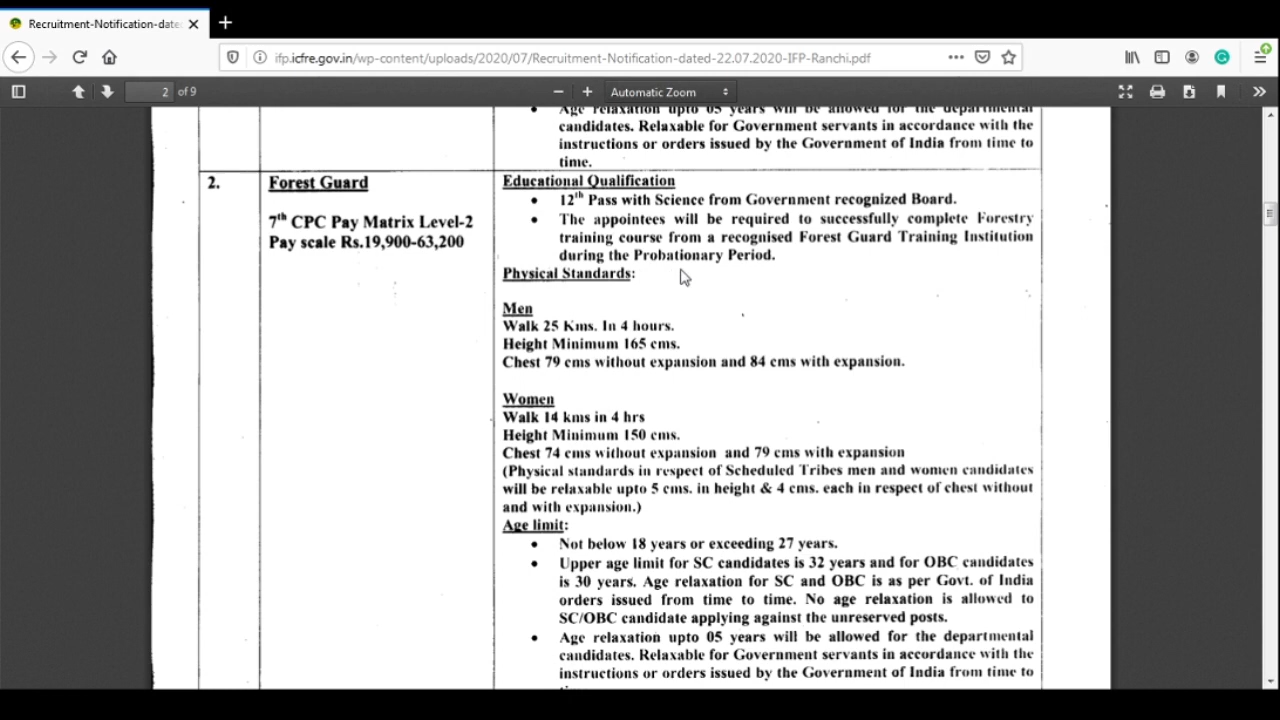 Recruitment-Notification-date
ifp.icfre.gov.in/wp-content/uploads/2020/07/Recruitment-Notification-dated-22.07.2020-IFP-Ranchi.pdf
2 of 9
Automatic Zoom
Age relaxation upto 05 years will be allowed for the departmental
candidates. Relaxable for Government servants in accordance with the
instructions or orders issued by the Government of India from time to
time.
2.
Forest Guard
7th CPC Pay Matrix Level-2
Pay scale Rs.19,900-63,200
Educational Qualification
• 12th Pass with Science from Government recognized Board.
• The appointees will be required to successfully complete Forestry
training course from a recognised Forest Guard Training Institution
during the Probationary Period.
Physical Standards:
Men
Walk 25 Kms. In 4 hours.
Height Minimum 165 cms.
Chest 79 cms without expansion and 84 cms with expansion.
Women
Walk 14 kms in 4 hrs
Height Minimum 150 cms.
Chest 74 cms without expansion and 79 cms with expansion
(Physical standards in respect of Scheduled Tribes men and women candidates
will be relaxable upto 5 cms. in height & 4 cms. each in respect of chest without
and with expansion.)
Age limit:
• Not below 18 years or exceeding 27 years.
• Upper age limit for SC candidates is 32 years and for OBC candidates
is 30 years. Age relaxation for SC and OBC is as per Govt. of India
orders issued from time to time. No age relaxation is allowed to
SC/OBC candidate applying against the unreserved posts.
• Age relaxation upto 05 years will be allowed for the departmental
candidates. Relaxable for Government servants in accordance with the
instructions or orders issued by the Government of India from time to